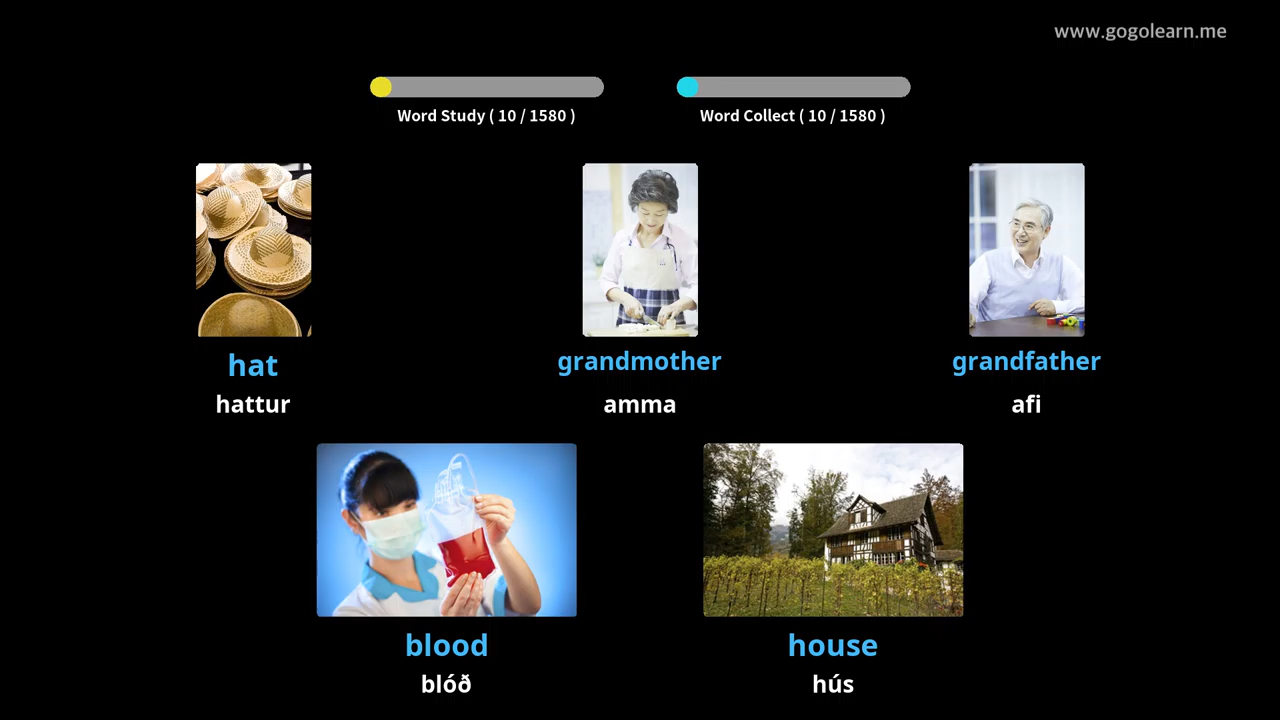 www.gogolearn.me
Word Study ( 10 / 1580 )
Word Collect ( 10 / 1580 )
hat
hattur
grandmother
amma
grandfather
afi
blood
blóð
house
hús